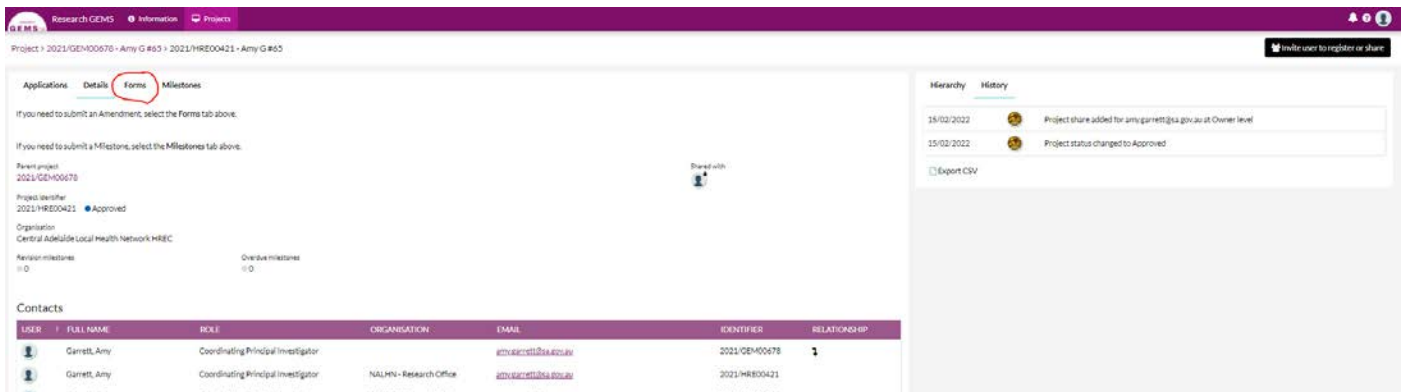 GEMS Research GEMS Information Projects
Project > 2021/GEM00678 - Amy G #65 > 2021/HRE00421 - Amy G #65
Invite user to register or share
Applications Details Forms Milestones
If you need to submit an Amendment, select the Forms tab above.
If you need to submit a Milestone, select the Milestones tab above.
Parent project
2021/GEM00678
Shared with
Project identifier
2021/HRE00421 Approved
Organisation
Central Adelaide Local Health Network HREC
Revision milestones Overdue milestones
0 0
Contacts
USER FULL NAME ROLE ORGANISATION EMAIL IDENTIFIER RELATIONSHIP
Garrett, Amy Coordinating Principal Investigator amy.garrett@sa.gov.au 2021/GEM00678
Garrett, Amy Coordinating Principal Investigator NALHN - Research Office amy.garrett@sa.gov.au 2021/HRE00421
Hierarchy History
16/02/2022 Project share added for amy.garrett@sa.gov.au at Owner level
15/02/2022 Project status changed to Approved
Export CSV